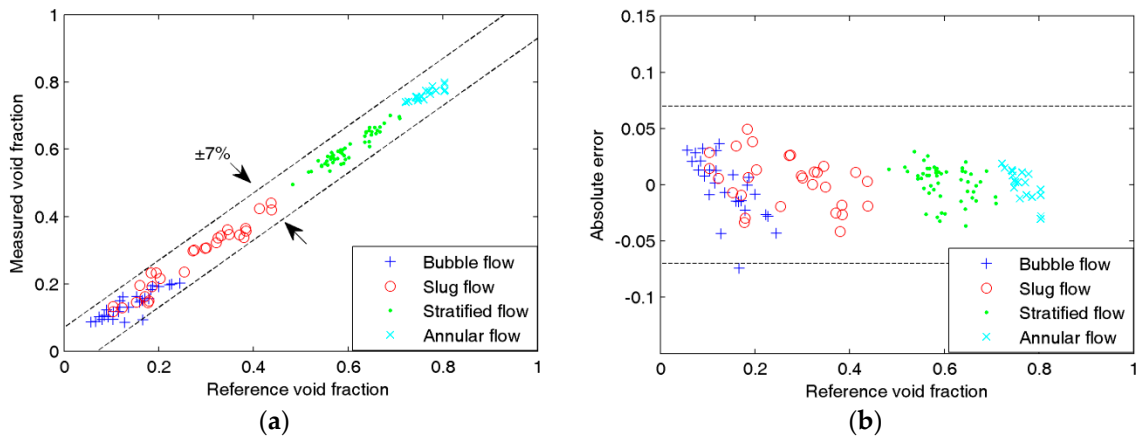 1
0.8
0.6
0.4
0.2
0
0
0.2
0.4
0.6
0.8
1
Measured void fraction
Reference void fraction
±7%
Bubble flow
Slug flow
Stratified flow
Annular flow
(a)
0.15
0.1
0.05
0
-0.05
-0.1
0
0.2
0.4
0.6
0.8
1
Absolute error
Reference void fraction
Bubble flow
Slug flow
Stratified flow
Annular flow
(b)